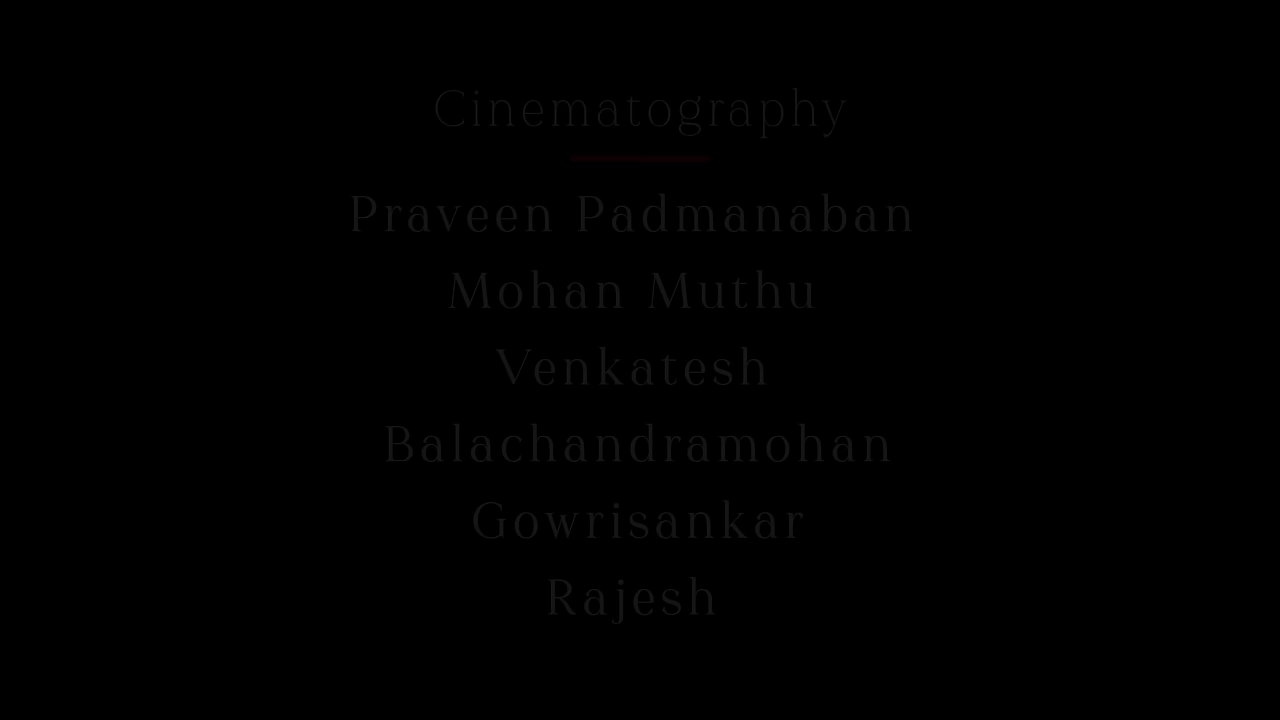 Cinematography
Praveen Padmanaban
Mohan Muthu
Venkatesh
Balachandramohan
Gowrisankar
Rajesh